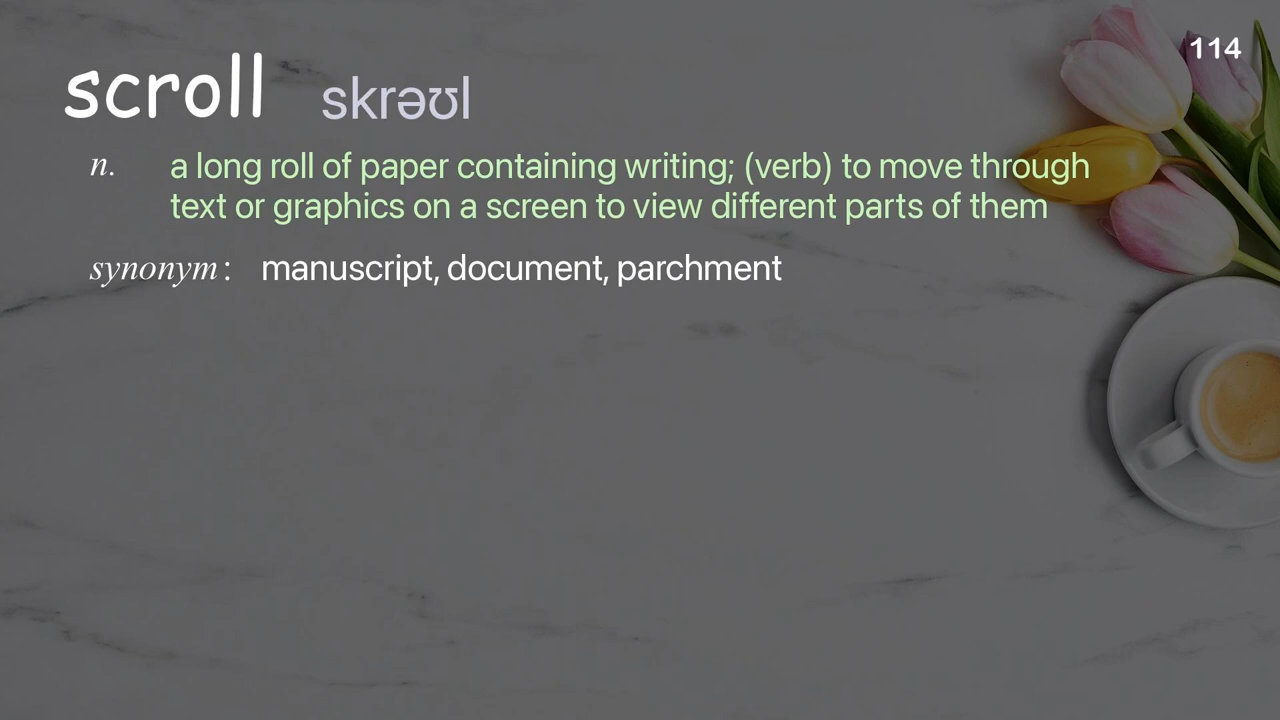 114
scroll skrəʊl
n. a long roll of paper containing writing; (verb) to move through
text or graphics on a screen to view different parts of them
synonym: manuscript, document, parchment